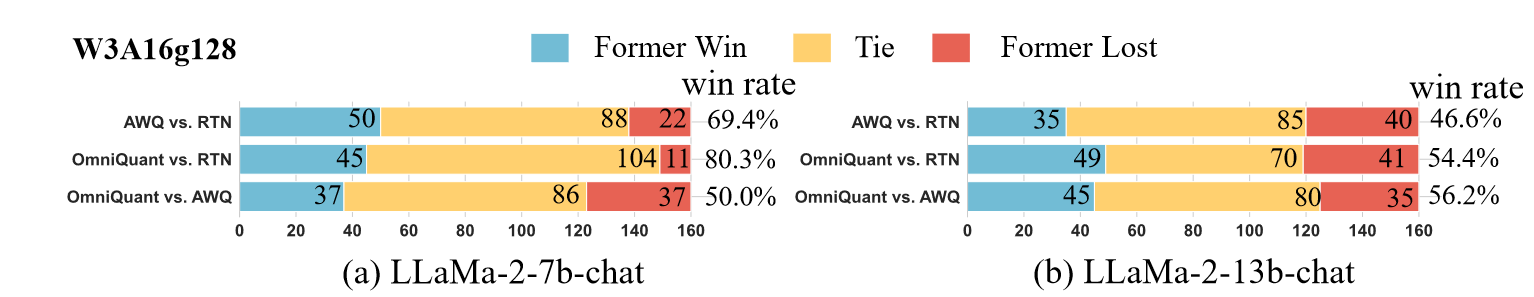 W3A16g128
Former Win Tie Former Lost
win rate
AWQ vs. RTN 50 88 22 69.4%
OmniQuant vs. RTN 45 104 11 80.3%
OmniQuant vs. AWQ 37 86 37 50.0%
0 20 40 60 80 100 120 140 160
(a) LLaMa-2-7b-chat
win rate
AWQ vs. RTN 35 85 40 46.6%
OmniQuant vs. RTN 49 70 41 54.4%
OmniQuant vs. AWQ 45 80 35 56.2%
0 20 40 60 80 100 120 140 160
(b) LLaMa-2-13b-chat